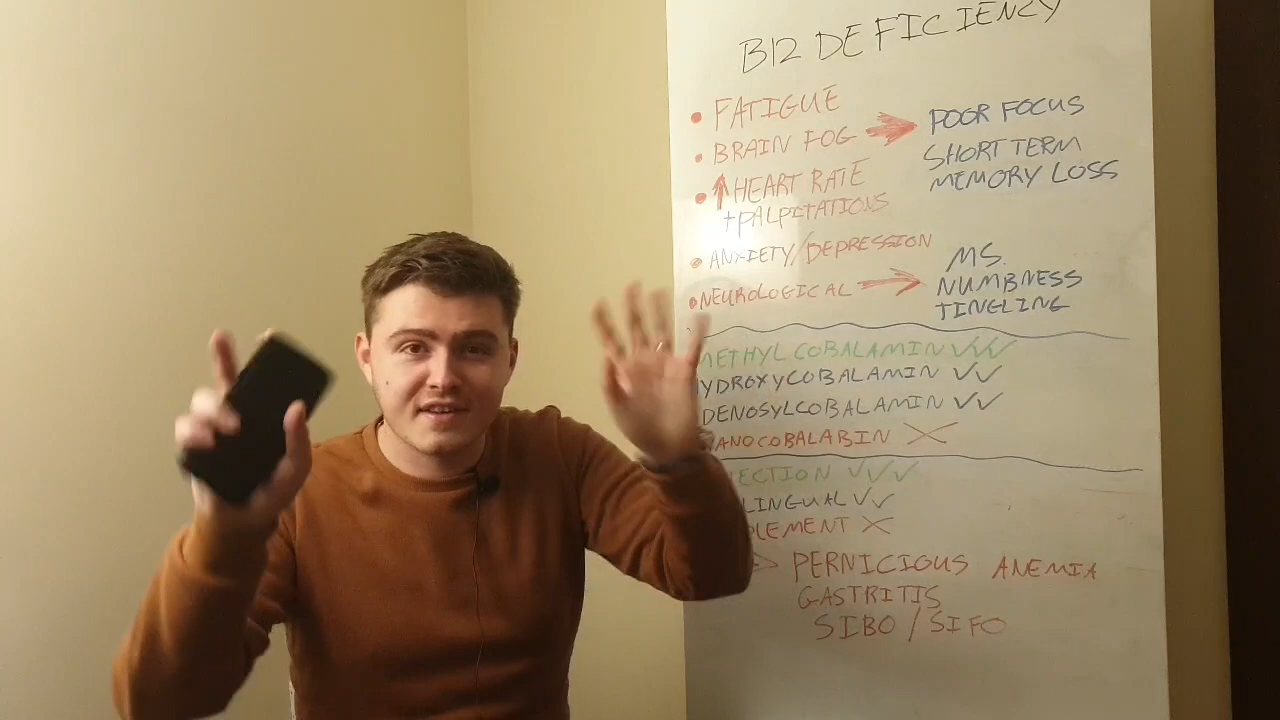 B12 DEFICIENCY
• FATIGUE
• BRAIN FOG → POOR FOCUS
SHORT TERM
MEMORY LOSS
• ↑ HEART RATE
+ PALPITATIONS
• ANXIETY/DEPRESSION
• NEUROLOGICAL → MS.
NUMBNESS
TINGLING
METHYLCOBALAMIN ✓✓✓
YDROXYCOBALAMIN ✓✓
DENOSYLCOBALAMIN ✓✓
ANOCOBALABIN X
ECTION ✓✓✓
LINGUAL ✓✓
LEMENT X
> PERNICIOUS ANEMIA
GASTRITIS
SIBO/SIFO